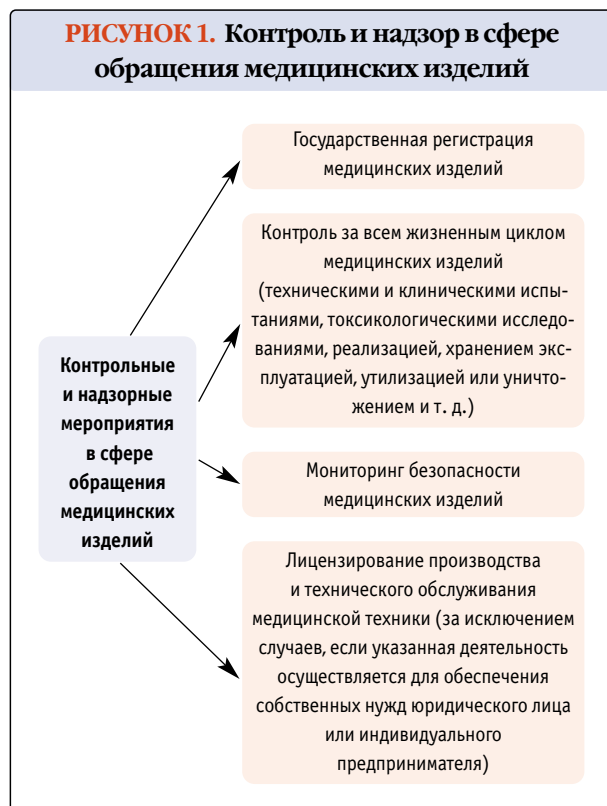 РИСУНОК 1. Контроль и надзор в сфере
обращения медицинских изделий
Контрольные
и надзорные
мероприятия
в сфере
обращения
медицинских
изделий
Государственная регистрация
медицинских изделий
Контроль за всем жизненным циклом
медицинских изделий
(техническими и клиническими испы-
таниями, токсикологическими исследо-
ваниями, реализацией, хранением экс-
плуатацией, утилизацией или уничто-
жением и т. д.)
Мониторинг безопасности
медицинских изделий
Лицензирование производства
и технического обслуживания
медицинской техники (за исключением
случаев, если указанная деятельность
осуществляется для обеспечения
собственных нужд юридического лица
или индивидуального
предпринимателя)